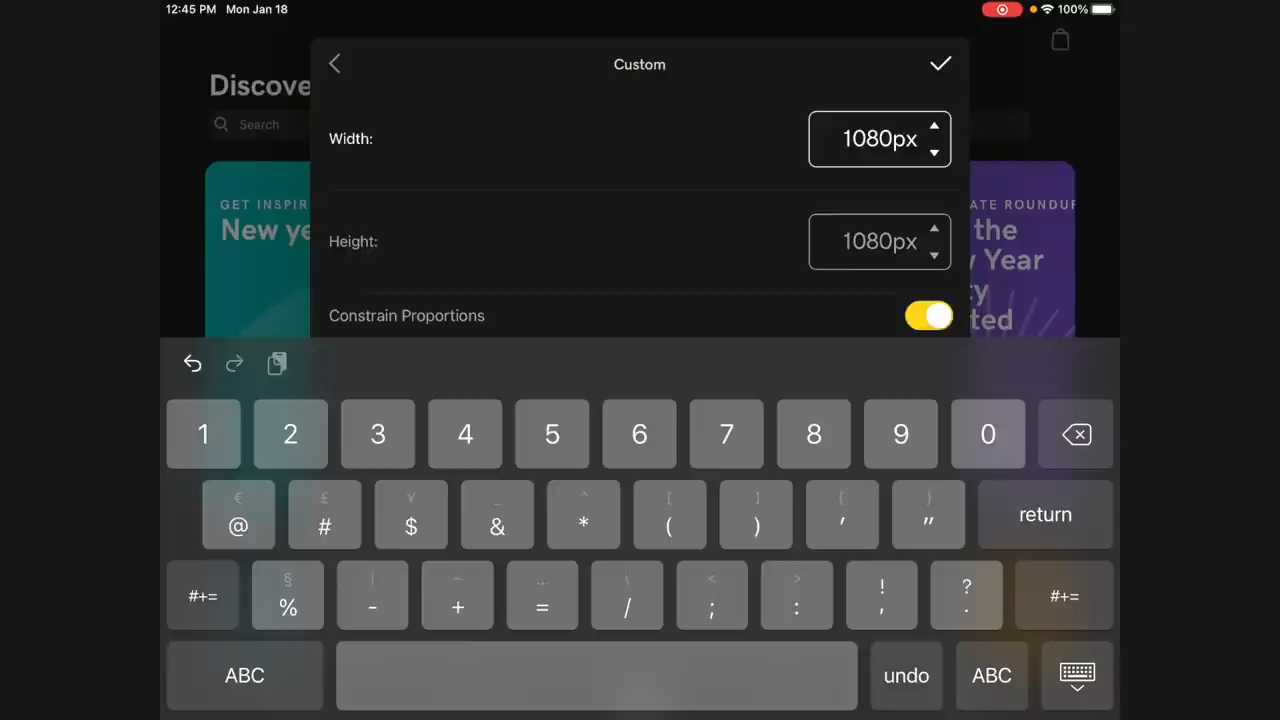 12:45 PM Mon Jan 18
100%
Custom
Discove
Search
Width:
1080px
Height:
1080px
Constrain Proportions
GET INSPIR
New ye
ATE ROUNDUP
the
Year
ted
1 2 3 4 5 6 7 8 9 0
€ £ ¥ _ ^ [ ] { }
@ # $ & * ( ) ' "
return
§ | ~ … \ < > ! ?
#+= % - + = / ; : , . #+=
ABC undo ABC